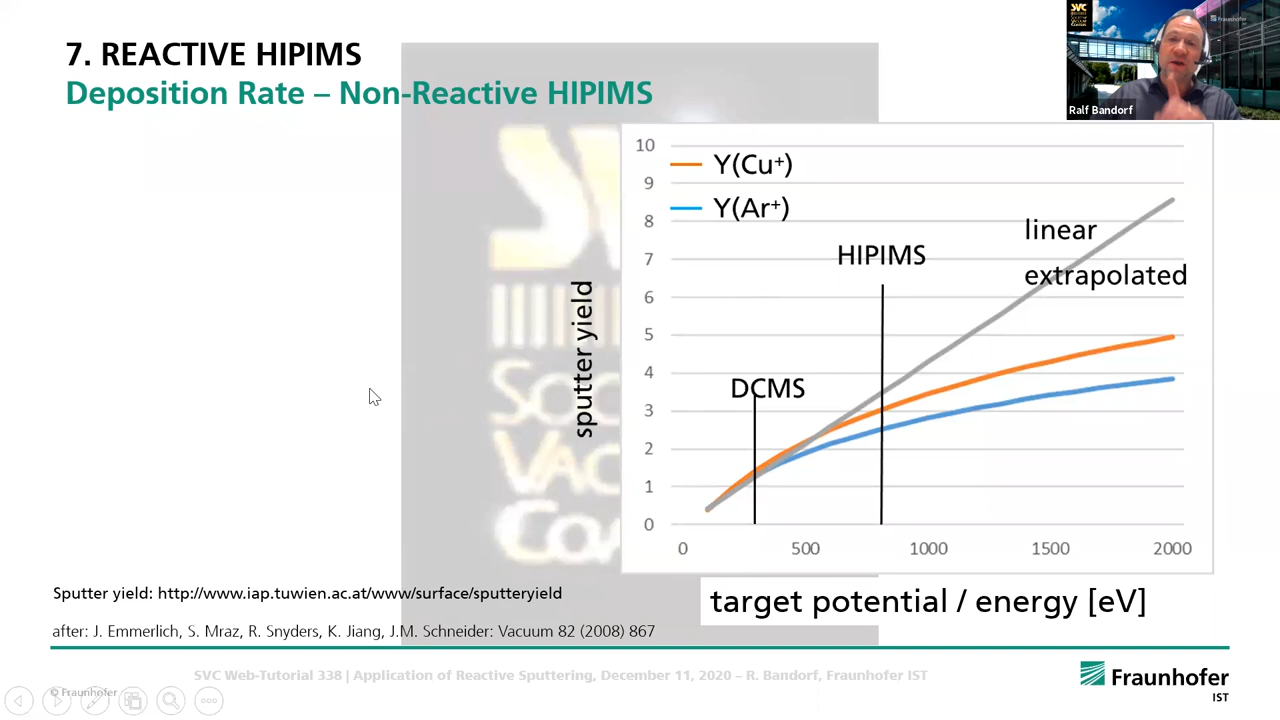 7. REACTIVE HIPIMS
Deposition Rate – Non-Reactive HIPIMS
SVC
Fraunhofer
Ralf Bandorf
10
9
8
7
6
5
4
3
2
1
0
Y(Cu⁺)
Y(Ar⁺)
HIPIMS
linear
extrapolated
DCMS
sputter yield
0
500
1000
1500
2000
target potential / energy [eV]
Sputter yield: http://www.iap.tuwien.ac.at/www/surface/sputteryield
after: J. Emmerlich, S. Mraz, R. Snyders, K. Jiang, J.M. Schneider: Vacuum 82 (2008) 867
SVC Web-Tutorial 338 | Application of Reactive Sputtering, December 11, 2020 – R. Bandorf, Fraunhofer IST
© Fraunhofer
Fraunhofer
IST